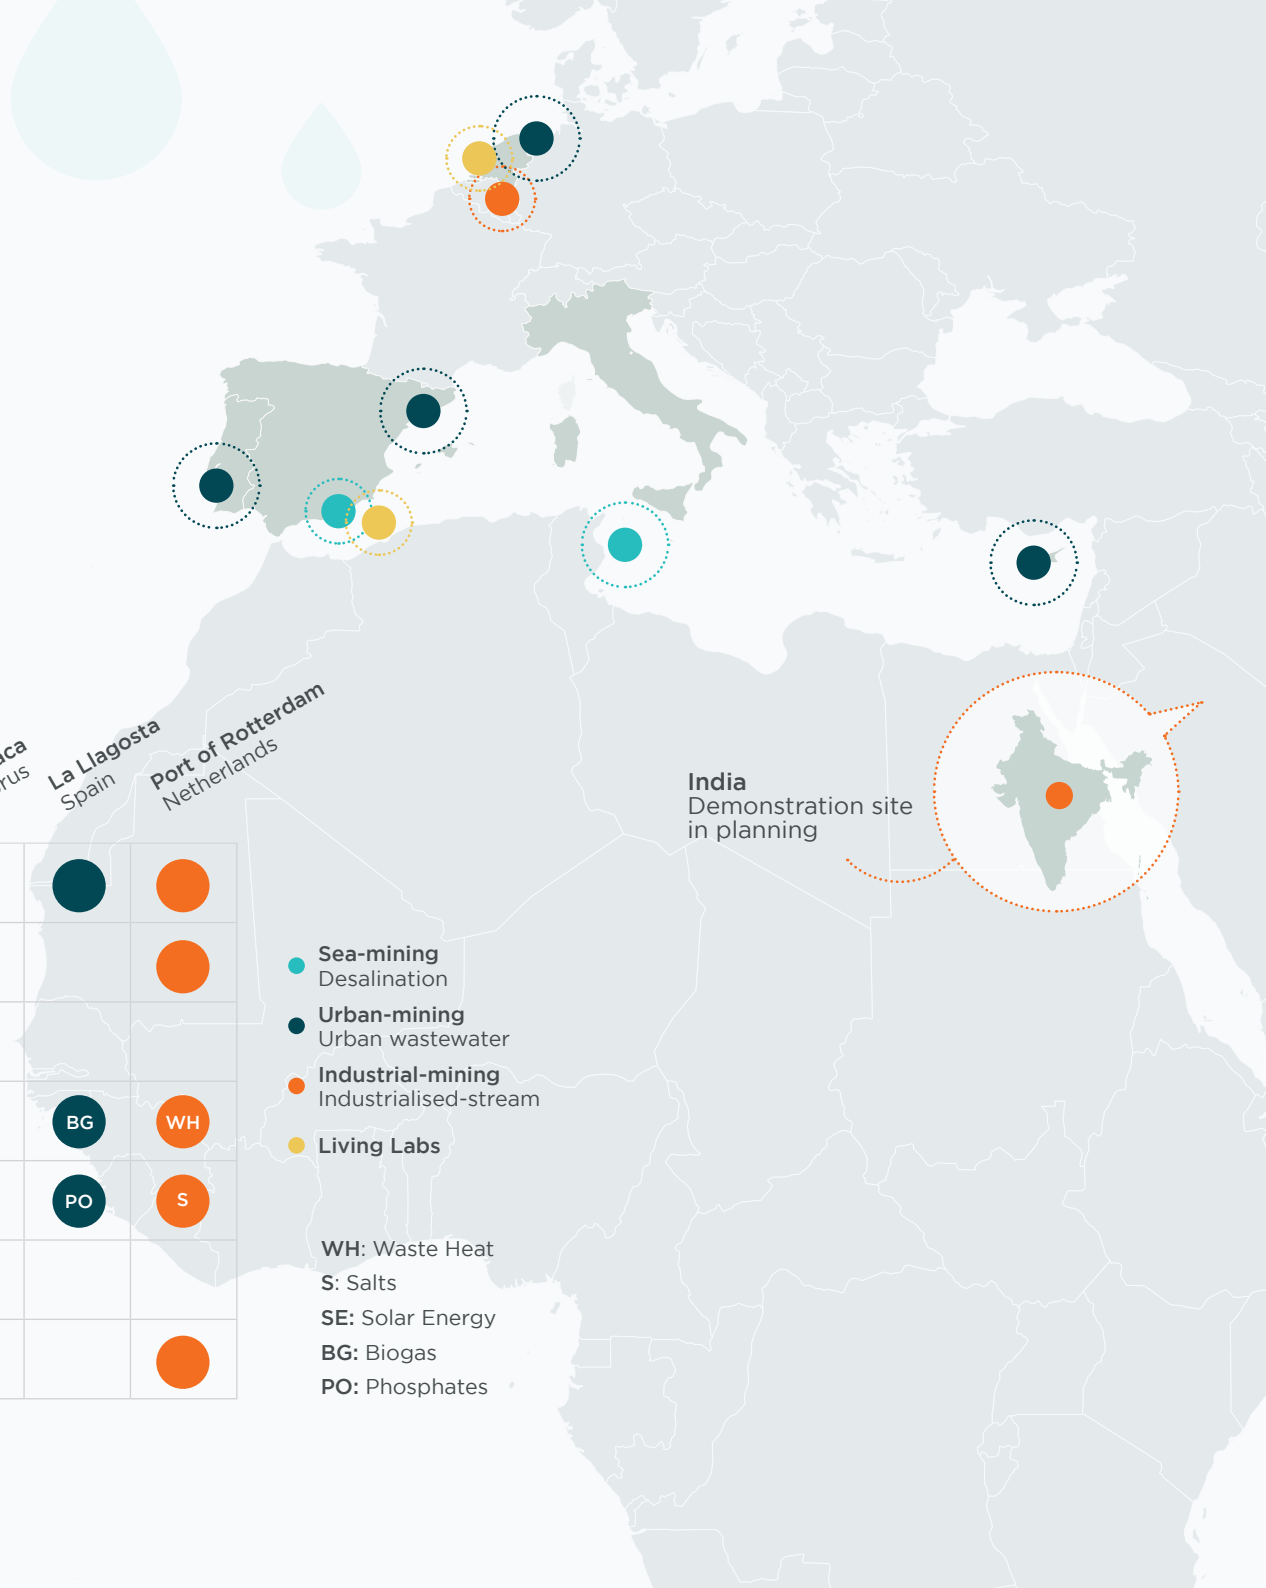 La Llagosta
Spain
Port of Rotterdam
Netherlands
India
Demonstration site
in planning
Sea-mining
Desalination
Urban-mining
Urban wastewater
Industrial-mining
Industrialised-stream
Living Labs
BG WH
PO S
WH: Waste Heat
S: Salts
SE: Solar Energy
BG: Biogas
PO: Phosphates